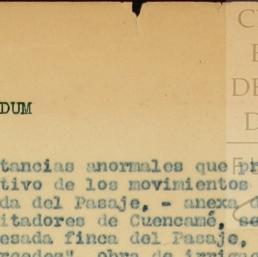 DUM
tancias anormales que pr
tivo de los movimientos
da del Pasaje, - anexa d
itadores de Cuencamé, se
esada finca del Pasaje,